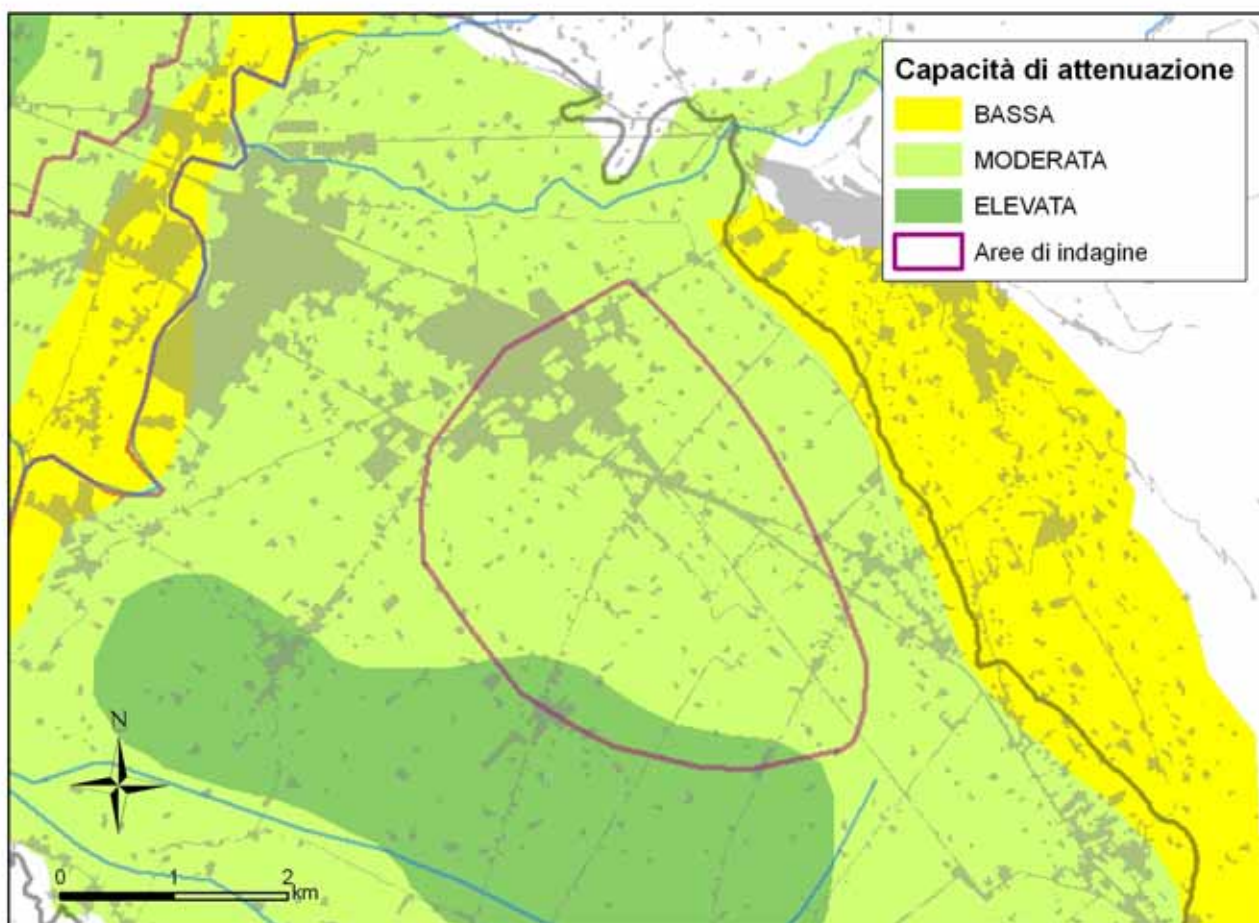 Capacità di attenuazione
BASSA
MODERATA
ELEVATA
Aree di indagine
N
0 1 2
km